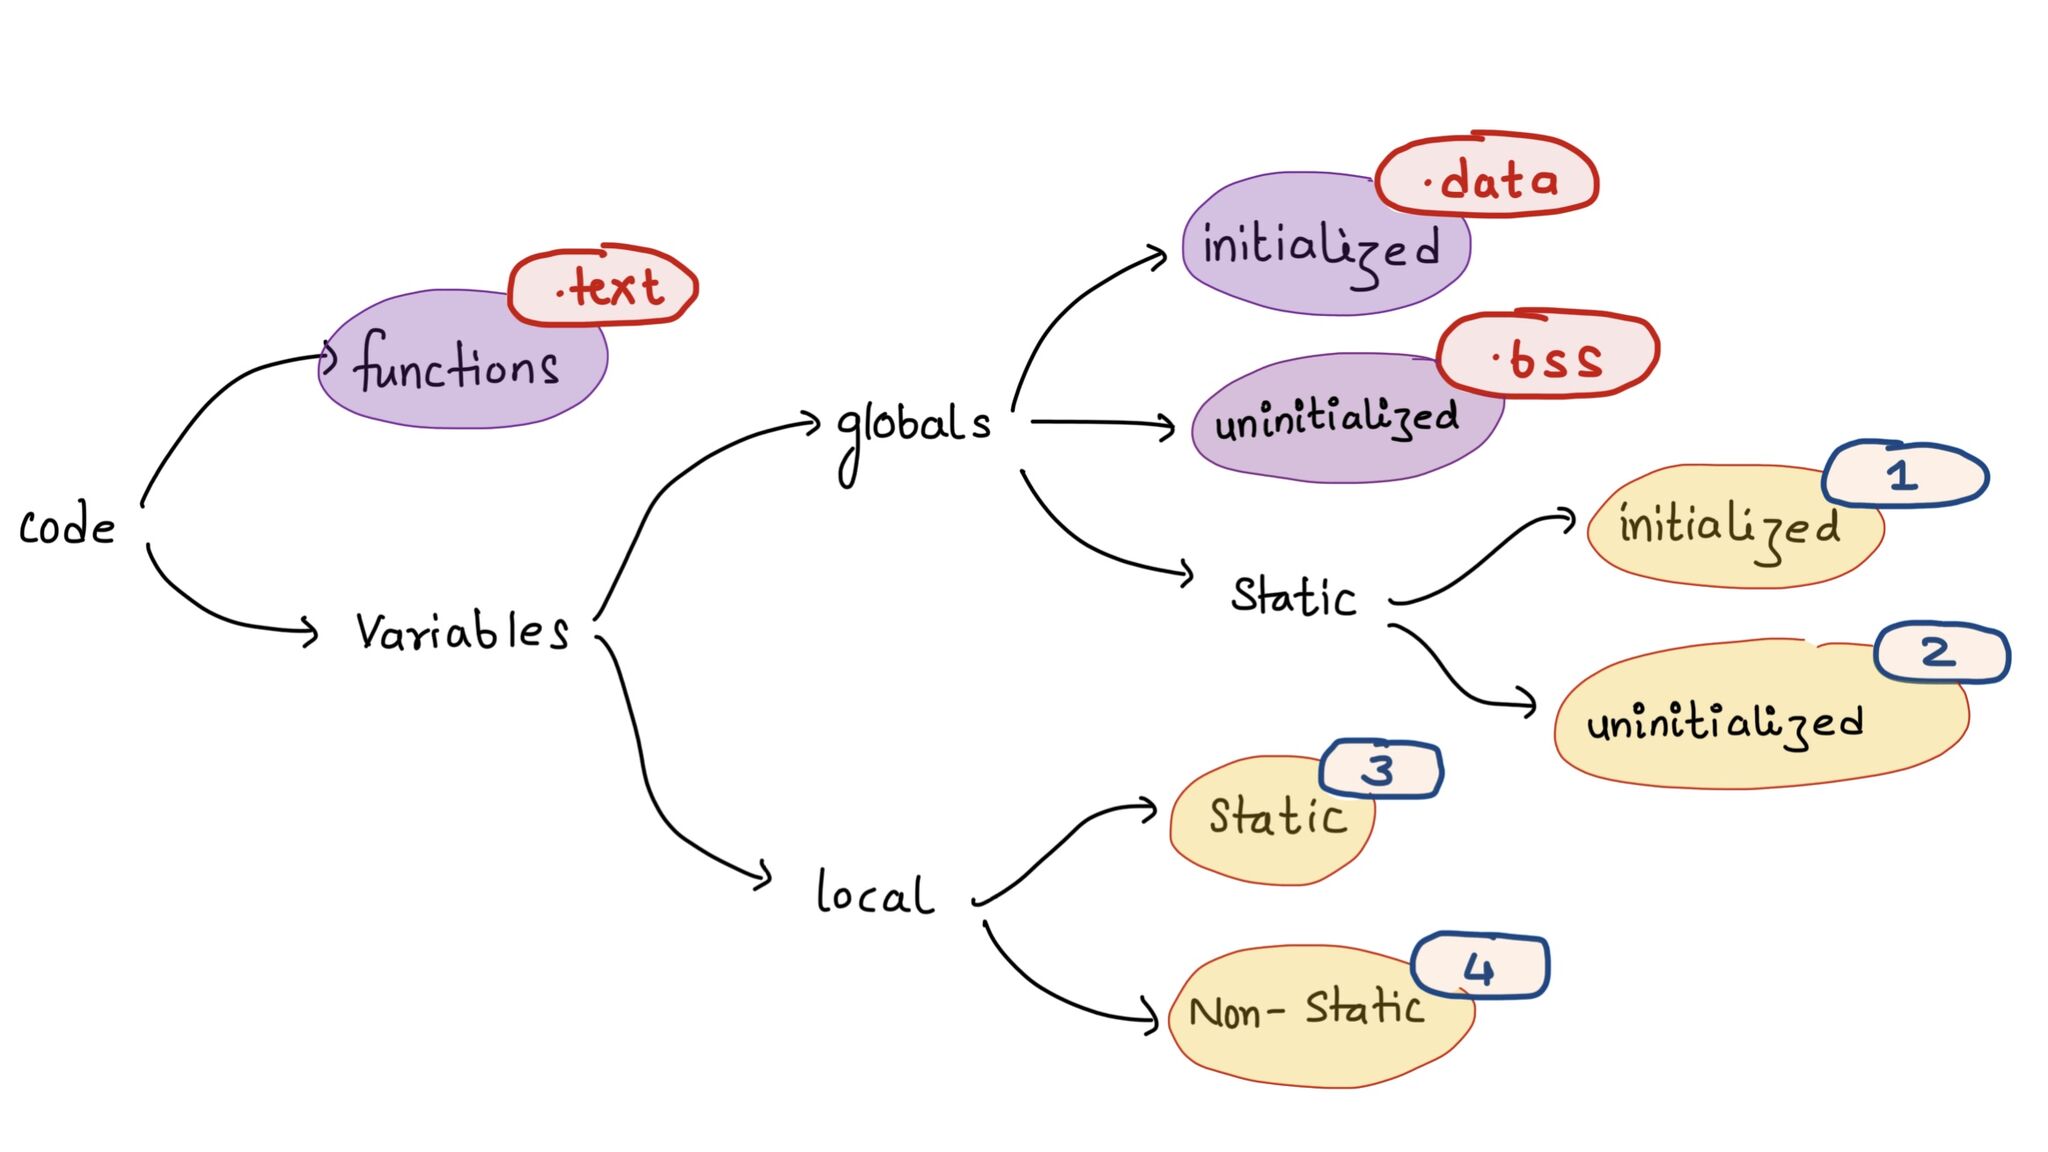 code
functions
.text
Variables
globals
initialized
.data
uninitialized
.bss
Static
initialized
1
uninitialized
2
local
Static
3
Non-Static
4